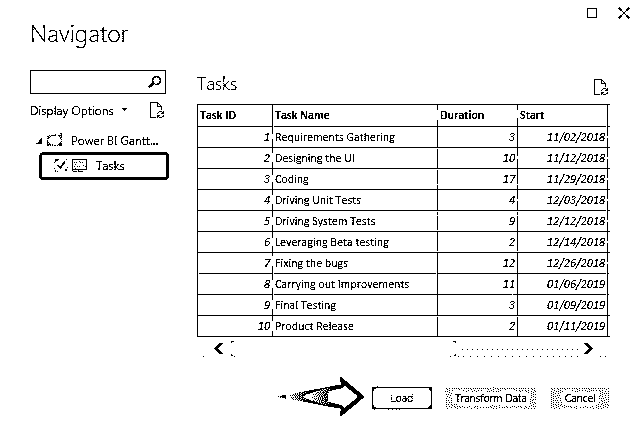 Navigator
Display Options
Power BI Gantt...
Tasks
Tasks
Task ID Task Name Duration Start
1 Requirements Gathering 3 11/02/2018
2 Designing the UI 10 11/12/2018
3 Coding 17 11/29/2018
4 Driving Unit Tests 4 12/03/2018
5 Driving System Tests 9 12/12/2018
6 Leveraging Beta testing 2 12/14/2018
7 Fixing the bugs 12 12/26/2018
8 Carrying out Improvements 11 01/06/2019
9 Final Testing 3 01/09/2019
10 Product Release 2 01/11/2019
Load Transform Data Cancel